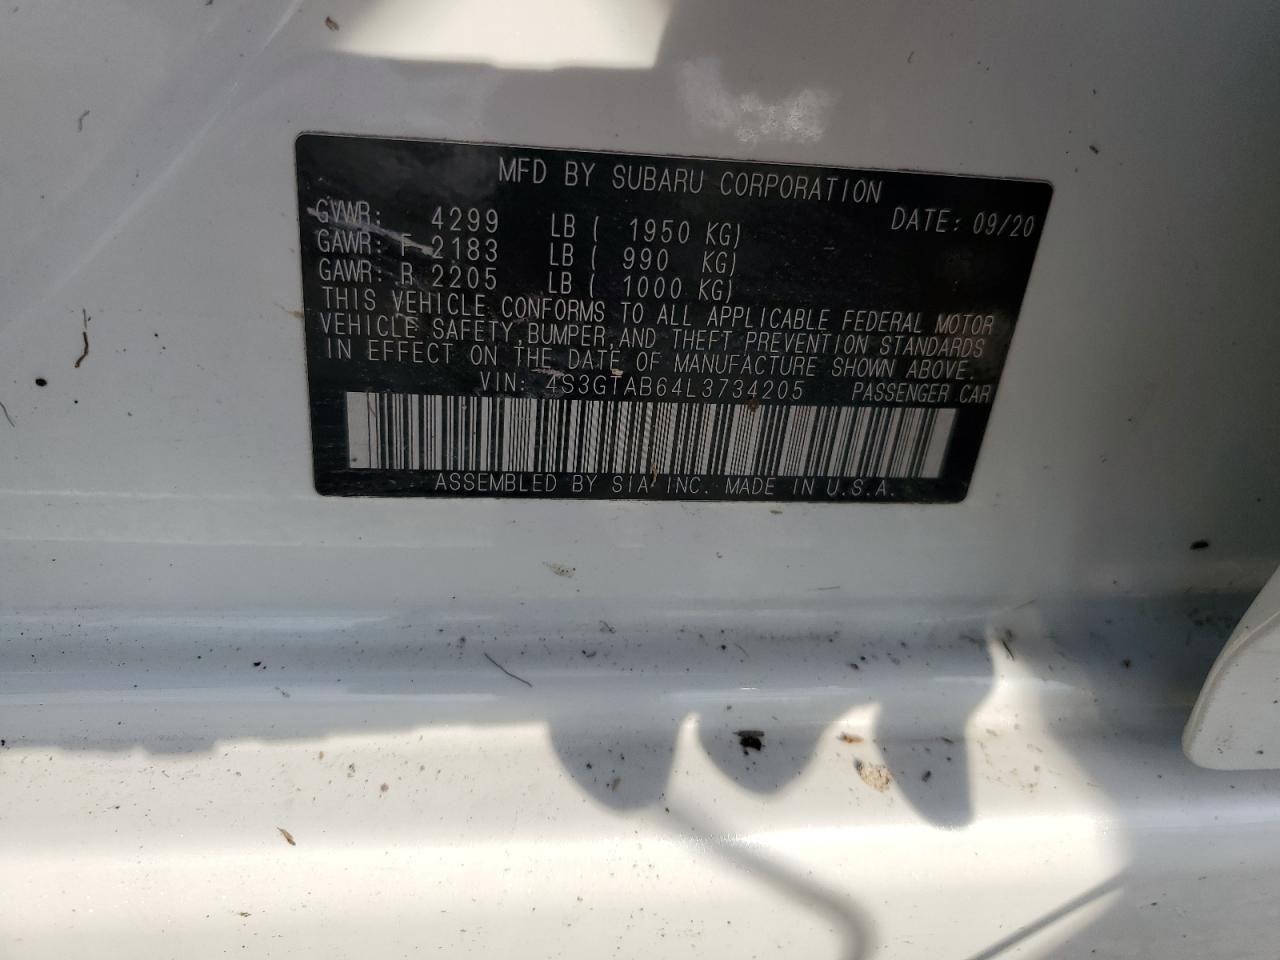 MFD BY SUBARU CORPORATION
GVWR: 4299 LB ( 1950 KG) DATE: 09/20
GAWR: F 2183 LB ( 990 KG)
GAWR: R 2205 LB ( 1000 KG)
THIS VEHICLE CONFORMS TO ALL APPLICABLE FEDERAL MOTOR
VEHICLE SAFETY,BUMPER,AND THEFT PREVENTION STANDARDS
IN EFFECT ON THE DATE OF MANUFACTURE SHOWN ABOVE.
VIN: 4S3GTAB64L3734205 PASSENGER CAR
ASSEMBLED BY SIA, INC. MADE IN U.S.A.